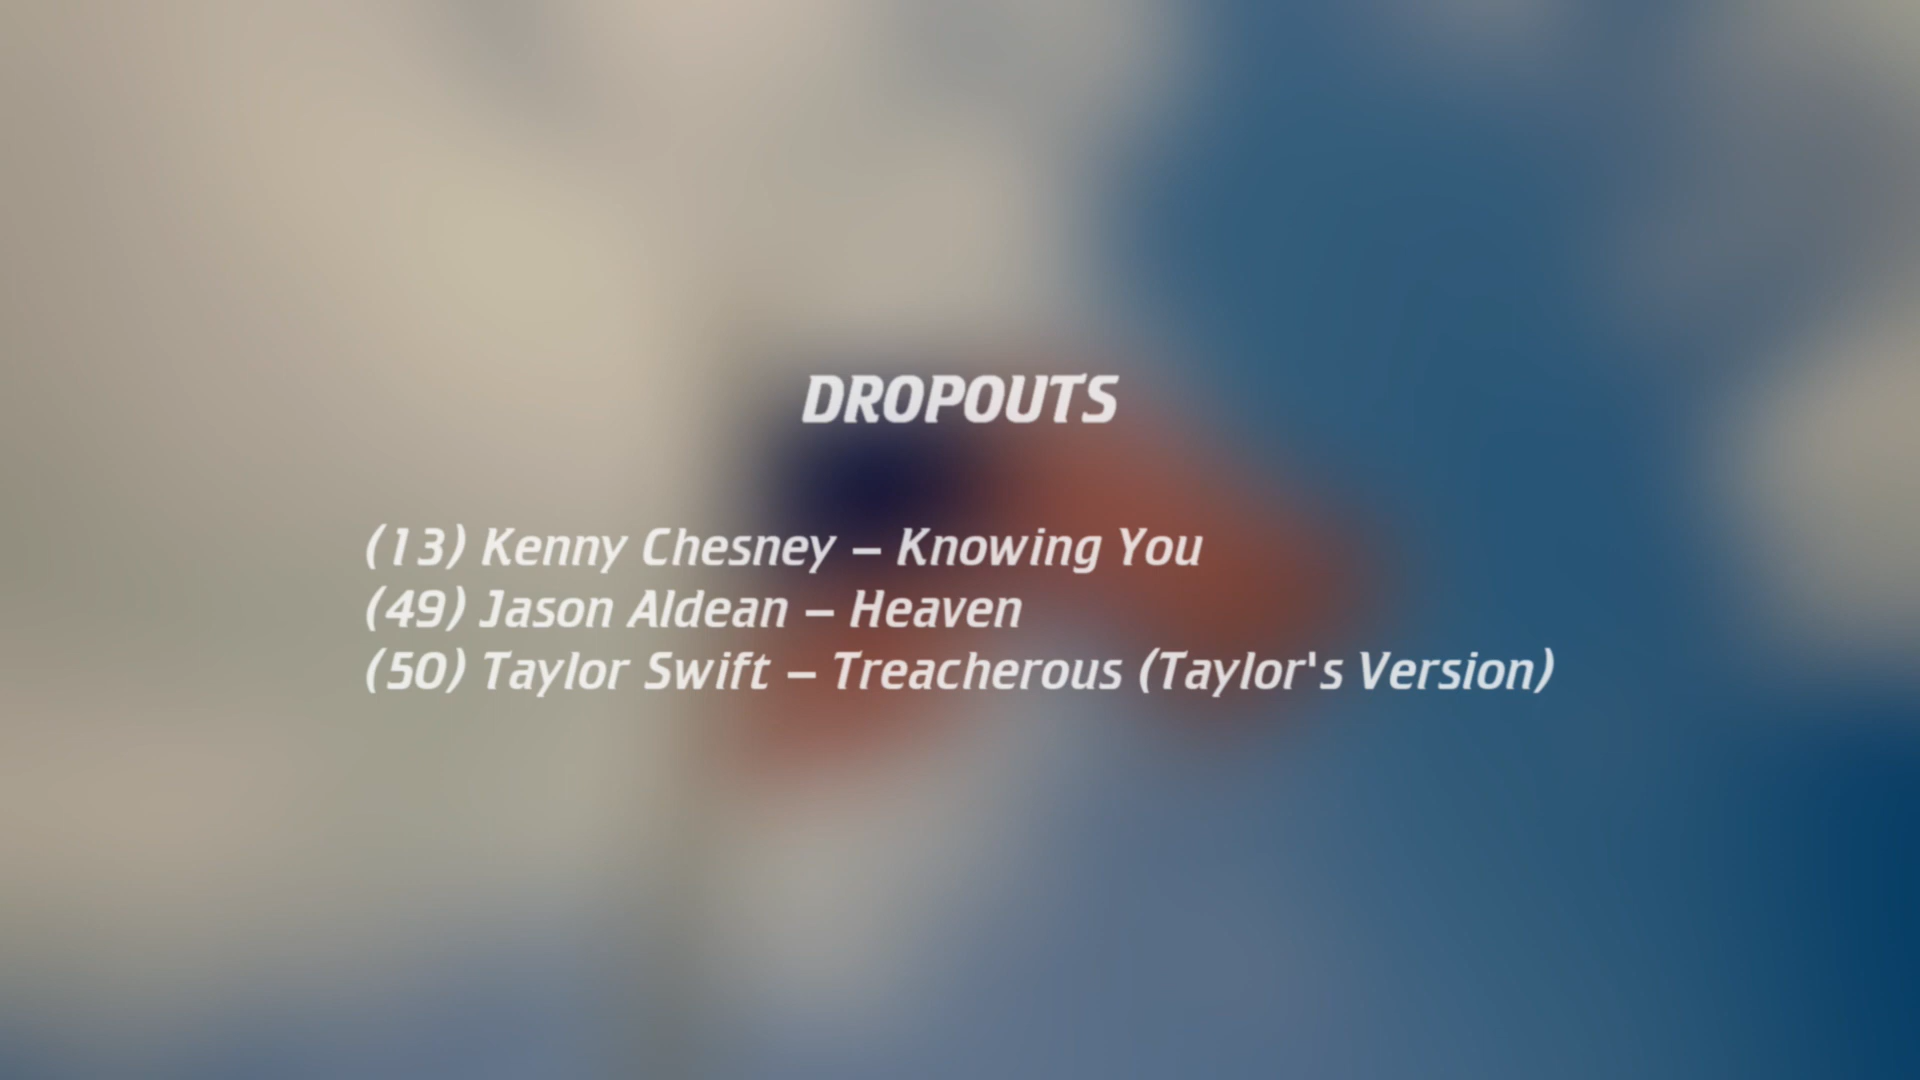 DROPOUTS
(13) Kenny Chesney – Knowing You
(49) Jason Aldean – Heaven
(50) Taylor Swift – Treacherous (Taylor's Version)